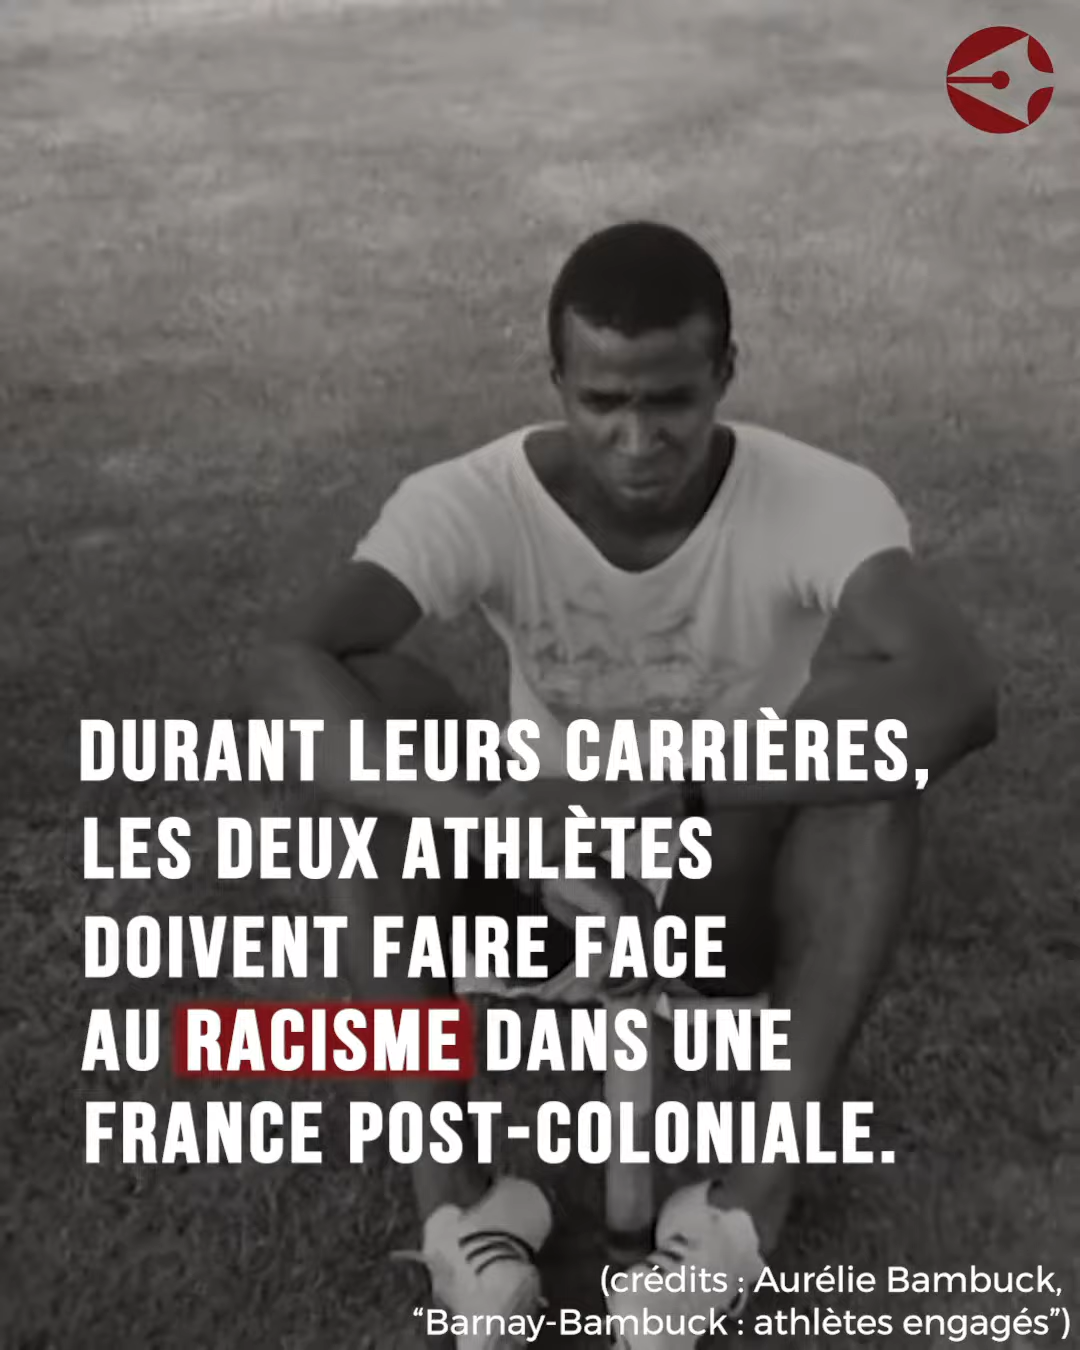 DURANT LEURS CARRIÈRES,
LES DEUX ATHLÈTES
DOIVENT FAIRE FACE
AU RACISME DANS UNE
FRANCE POST-COLONIALE.
(crédits : Aurélie Bambuck,
“Barnay-Bambuck : athlètes engagés”)